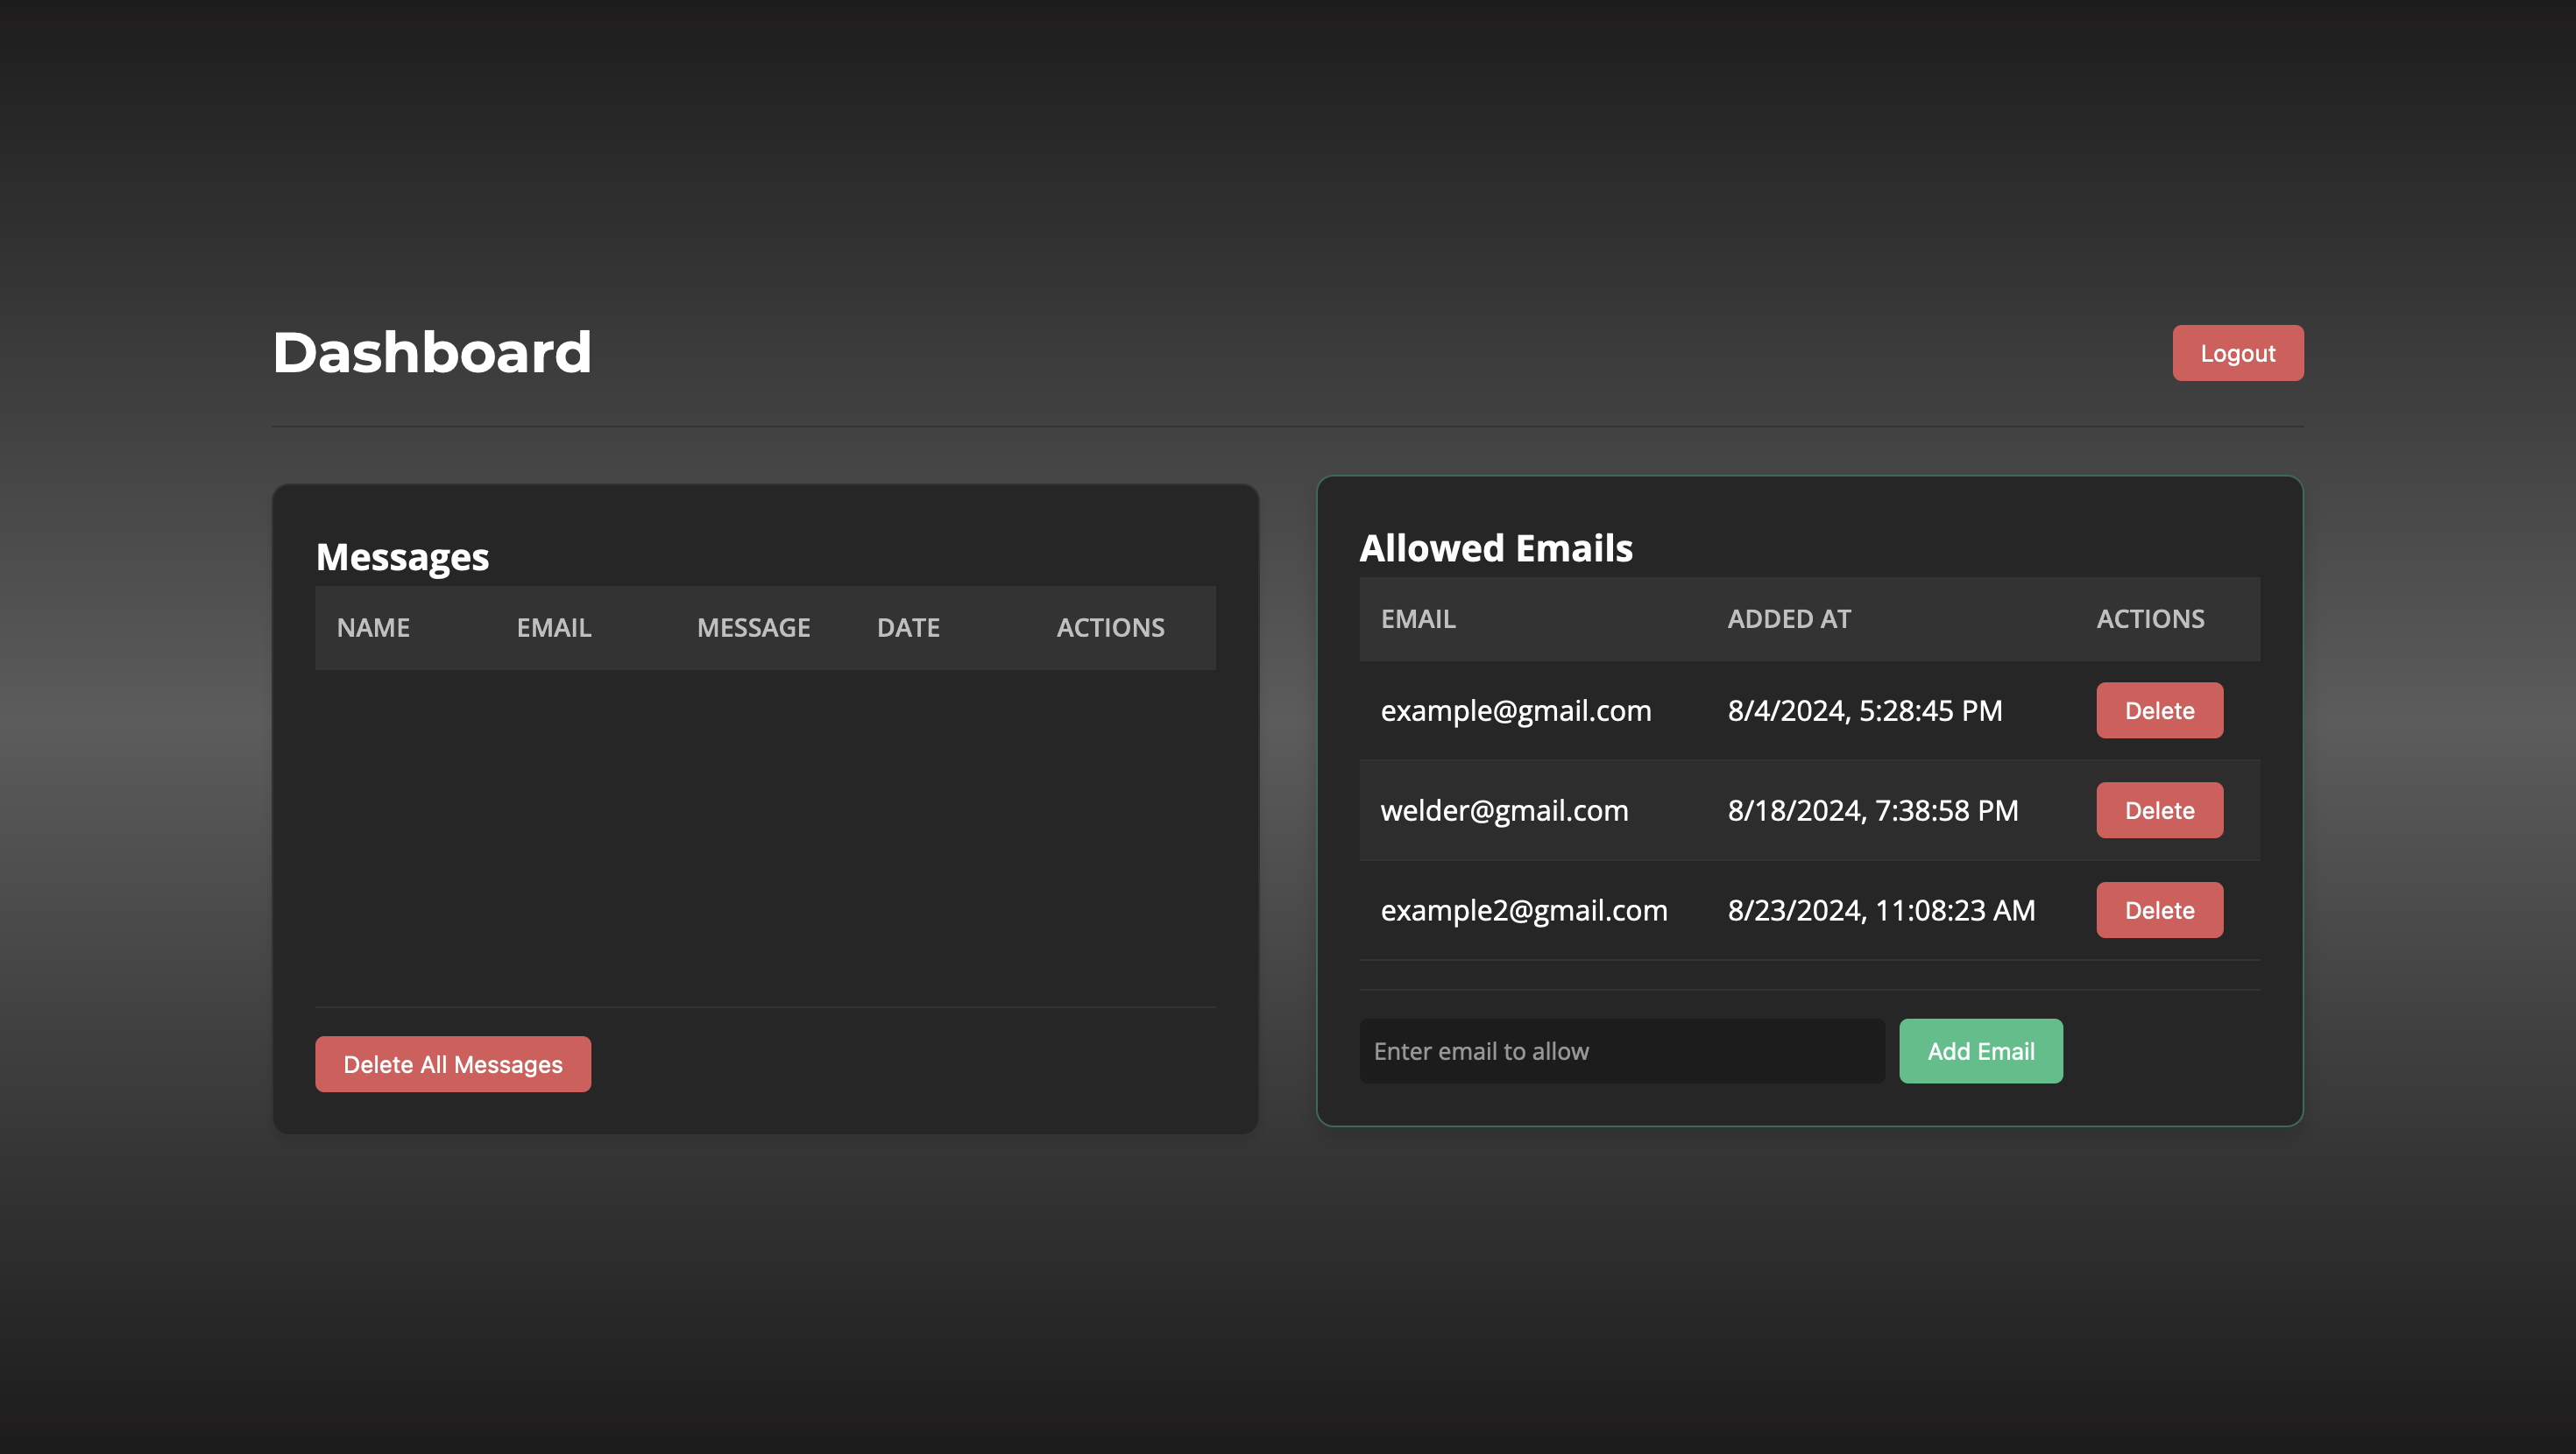 Dashboard
Logout
Messages
NAME EMAIL MESSAGE DATE ACTIONS
Delete All Messages
Allowed Emails
EMAIL ADDED AT ACTIONS
example@gmail.com 8/4/2024, 5:28:45 PM Delete
welder@gmail.com 8/18/2024, 7:38:58 PM Delete
example2@gmail.com 8/23/2024, 11:08:23 AM Delete
Enter email to allow Add Email